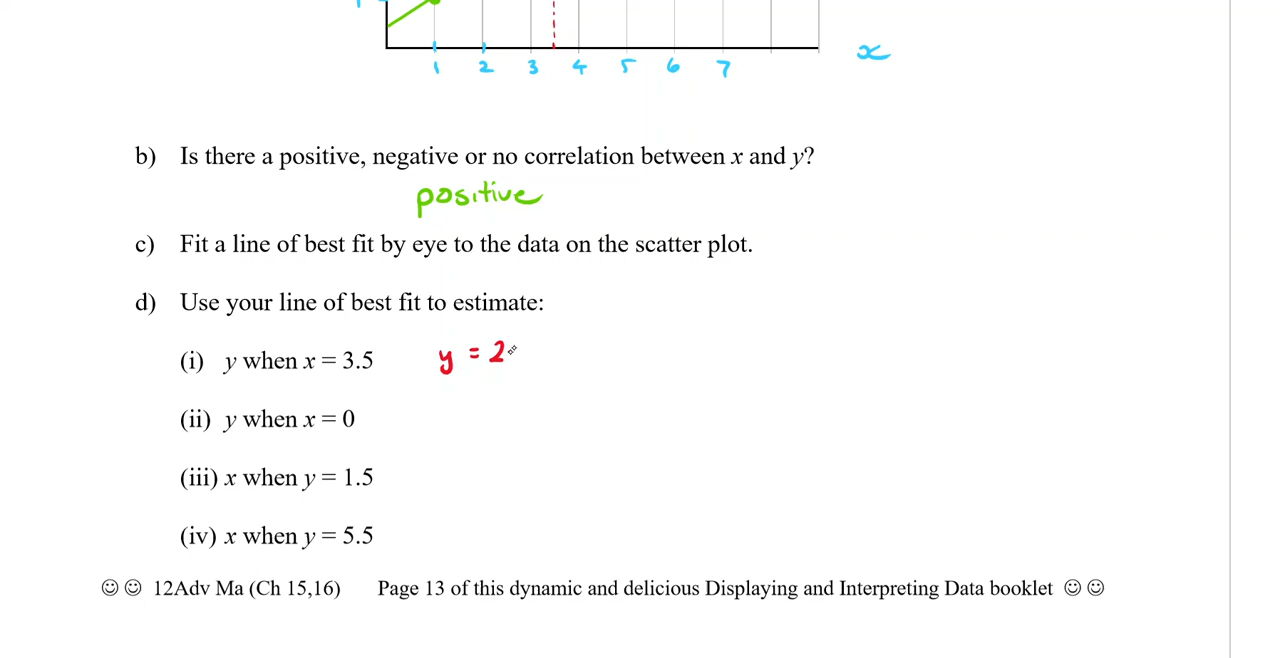 x
1 2 3 4 5 6 7
b) Is there a positive, negative or no correlation between x and y?
positive
c) Fit a line of best fit by eye to the data on the scatter plot.
d) Use your line of best fit to estimate:
(i) y when x = 3.5 y = 2
(ii) y when x = 0
(iii) x when y = 1.5
(iv) x when y = 5.5
☺☺ 12Adv Ma (Ch 15,16) Page 13 of this dynamic and delicious Displaying and Interpreting Data booklet ☺☺